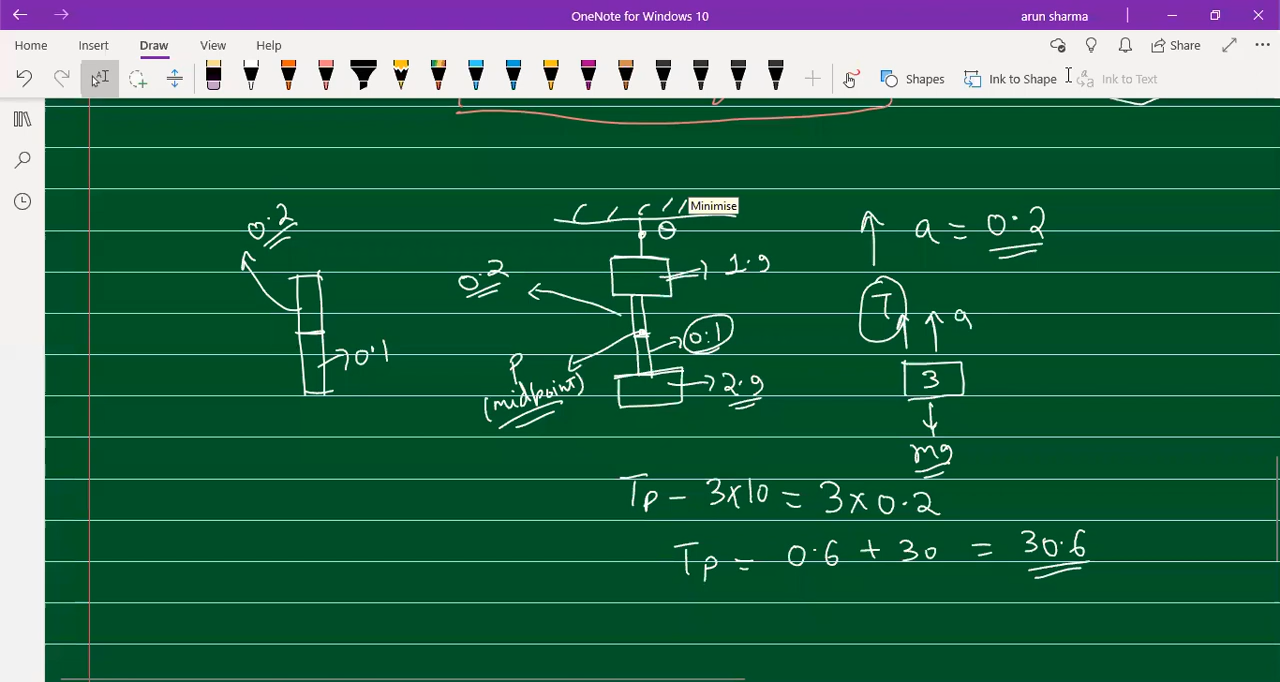 OneNote for Windows 10
arun sharma
Home Insert Draw View Help
Share
Shapes
Ink to Shape
Ink to Text
Minimise
0.2
0.1
θ
1.9
0.2
0.1
P
(midpoint)
2.9
a = 0.2
T
a
3
mg
Tp - 3×10 = 3×0.2
Tp = 0.6 + 30 = 30.6